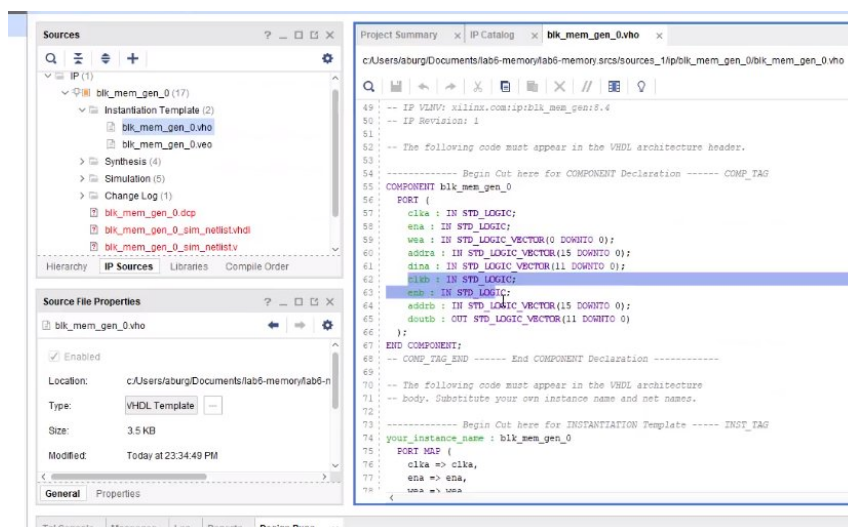 Sources
? _ □ X
IP (1)
blk_mem_gen_0 (17)
Instantiation Template (2)
blk_mem_gen_0.vho
blk_mem_gen_0.veo
Synthesis (4)
Simulation (5)
Change Log (1)
blk_mem_gen_0.dcp
blk_mem_gen_0_sim_netlist.vhdl
blk_mem_gen_0_sim_netlist.v
Hierarchy IP Sources Libraries Compile Order
Source File Properties
? _ □ X
blk_mem_gen_0.vho
Enabled
Location: c:/Users/aburg/Documents/lab6-memory/lab6-n
Type: VHDL Template ...
Size: 3.5 KB
Modified: Today at 23:34:49 PM
General Properties
Project Summary × IP Catalog × blk_mem_gen_0.vho ×
c:/Users/aburg/Documents/lab6-memory/lab6-memory.srcs/sources_1/ip/blk_mem_gen_0/blk_mem_gen_0.vho
49 -- IP VLNV: xilinx.com:ip:blk_mem_gen:8.4
50 -- IP Revision: 1
51
52 -- The following code must appear in the VHDL architecture header.
53
54 ------------- Begin Cut here for COMPONENT Declaration ------ COMP_TAG
55 COMPONENT blk_mem_gen_0
56 PORT (
57 clka : IN STD_LOGIC;
58 ena : IN STD_LOGIC;
59 wea : IN STD_LOGIC_VECTOR(0 DOWNTO 0);
60 addra : IN STD_LOGIC_VECTOR(15 DOWNTO 0);
61 dina : IN STD_LOGIC_VECTOR(11 DOWNTO 0);
62 clkb : IN STD_LOGIC;
63 enb : IN STD_LOGIC;
64 addrb : IN STD_LOGIC_VECTOR(15 DOWNTO 0);
65 doutb : OUT STD_LOGIC_VECTOR(11 DOWNTO 0)
66 );
67 END COMPONENT;
68 -- COMP_TAG_END ------ End COMPONENT Declaration ------------
69
70 -- The following code must appear in the VHDL architecture
71 -- body. Substitute your own instance name and net names.
72
73 ------------- Begin Cut here for INSTANTIATION Template ----- INST_TAG
74 your_instance_name : blk_mem_gen_0
75 PORT MAP (
76 clka => clka,
77 ena => ena,
78 wea => wea